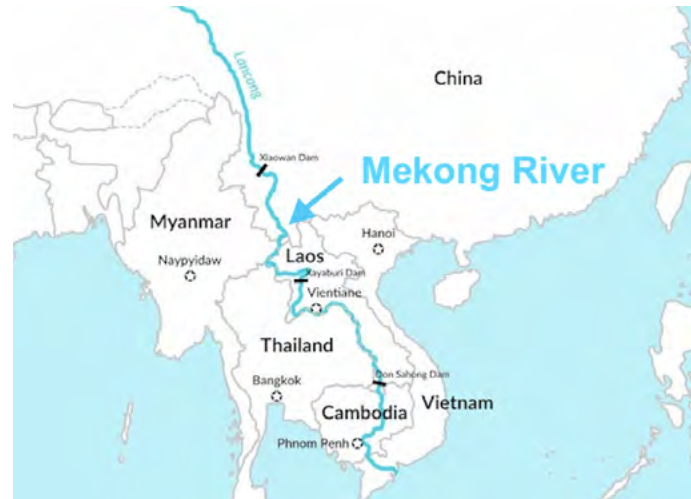 China
Lancang
Xiaowan Dam
Mekong River
Myanmar
Hanoi
Naypyidaw
Laos
Xayaburi Dam
Vientiane
Thailand
Don Sahong Dam
Bangkok
Cambodia
Vietnam
Phnom Penh